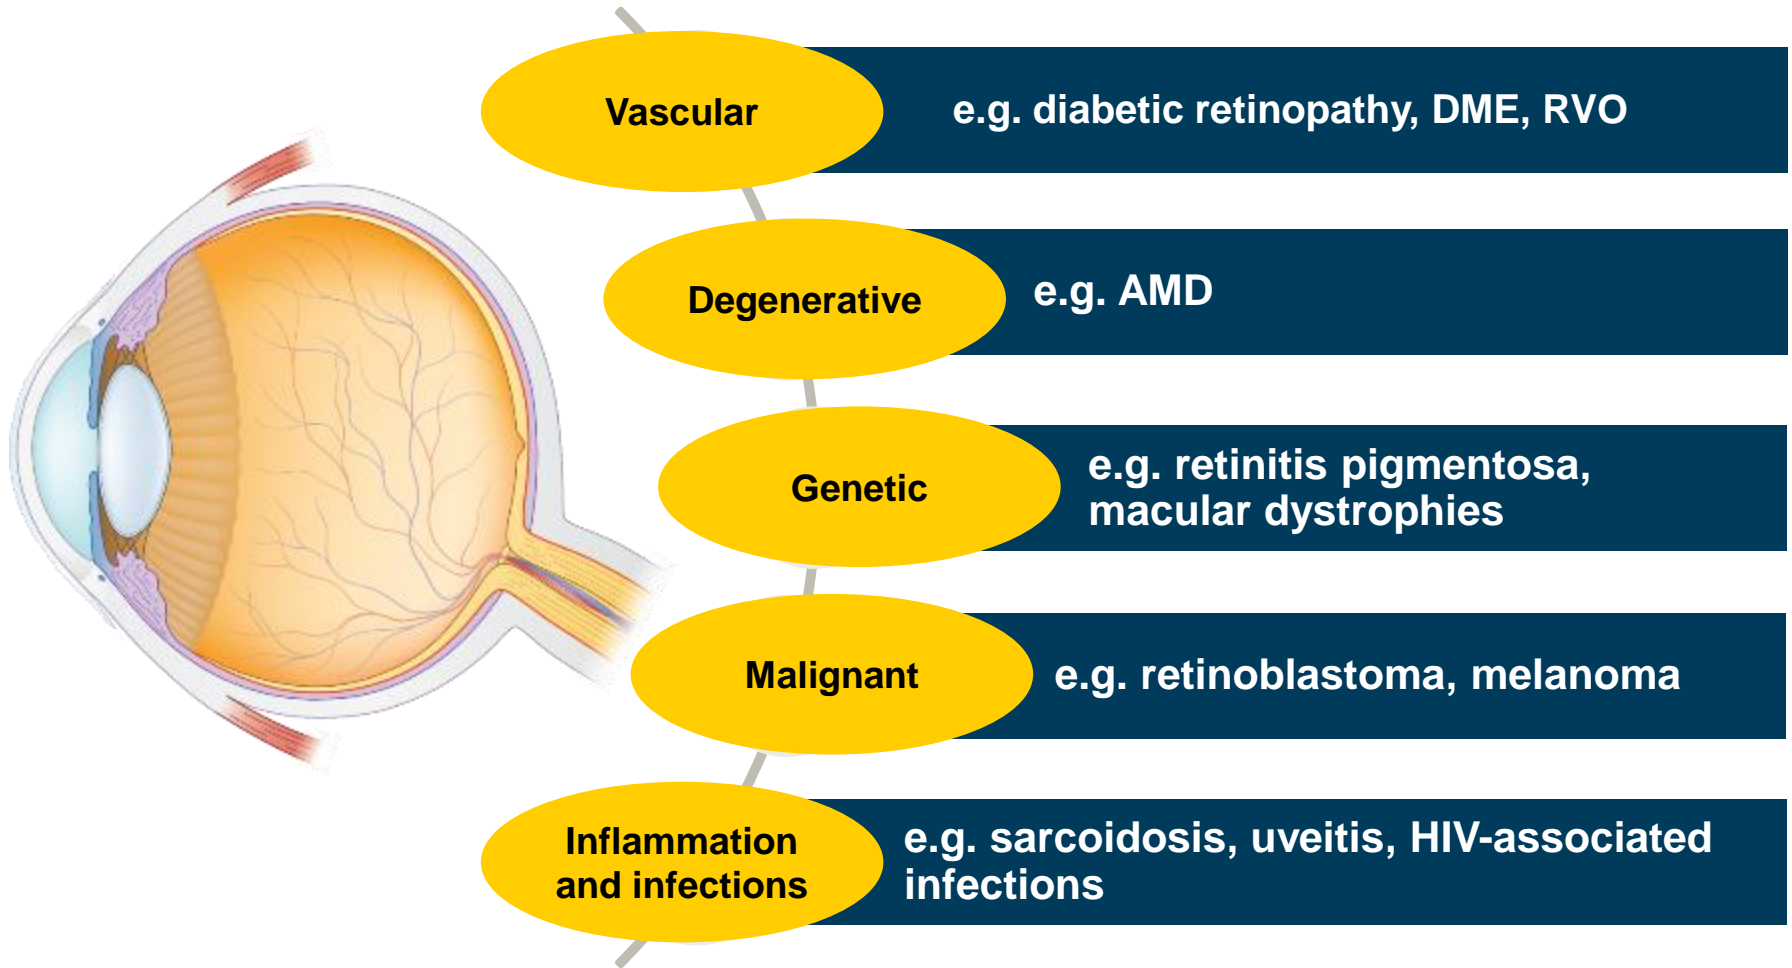 Vascular
e.g. diabetic retinopathy, DME, RVO
Degenerative
e.g. AMD
Genetic
e.g. retinitis pigmentosa,
macular dystrophies
Malignant
e.g. retinoblastoma, melanoma
Inflammation
and infections
e.g. sarcoidosis, uveitis, HIV-associated
infections